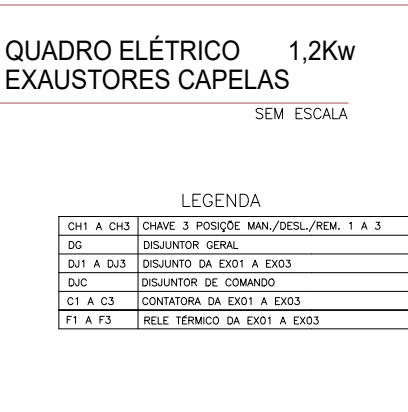 QUADRO ELÉTRICO 1,2Kw
EXAUSTORES CAPELAS
SEM ESCALA
LEGENDA
CH1 A CH3 CHAVE 3 POSIÇÕE MAN./DESL./REM. 1 A 3
DG DISJUNTOR GERAL
DJ1 A DJ3 DISJUNTO DA EX01 A EX03
DJC DISJUNTOR DE COMANDO
C1 A C3 CONTATORA DA EX01 A EX03
F1 A F3 RELE TÉRMICO DA EX01 A EX03